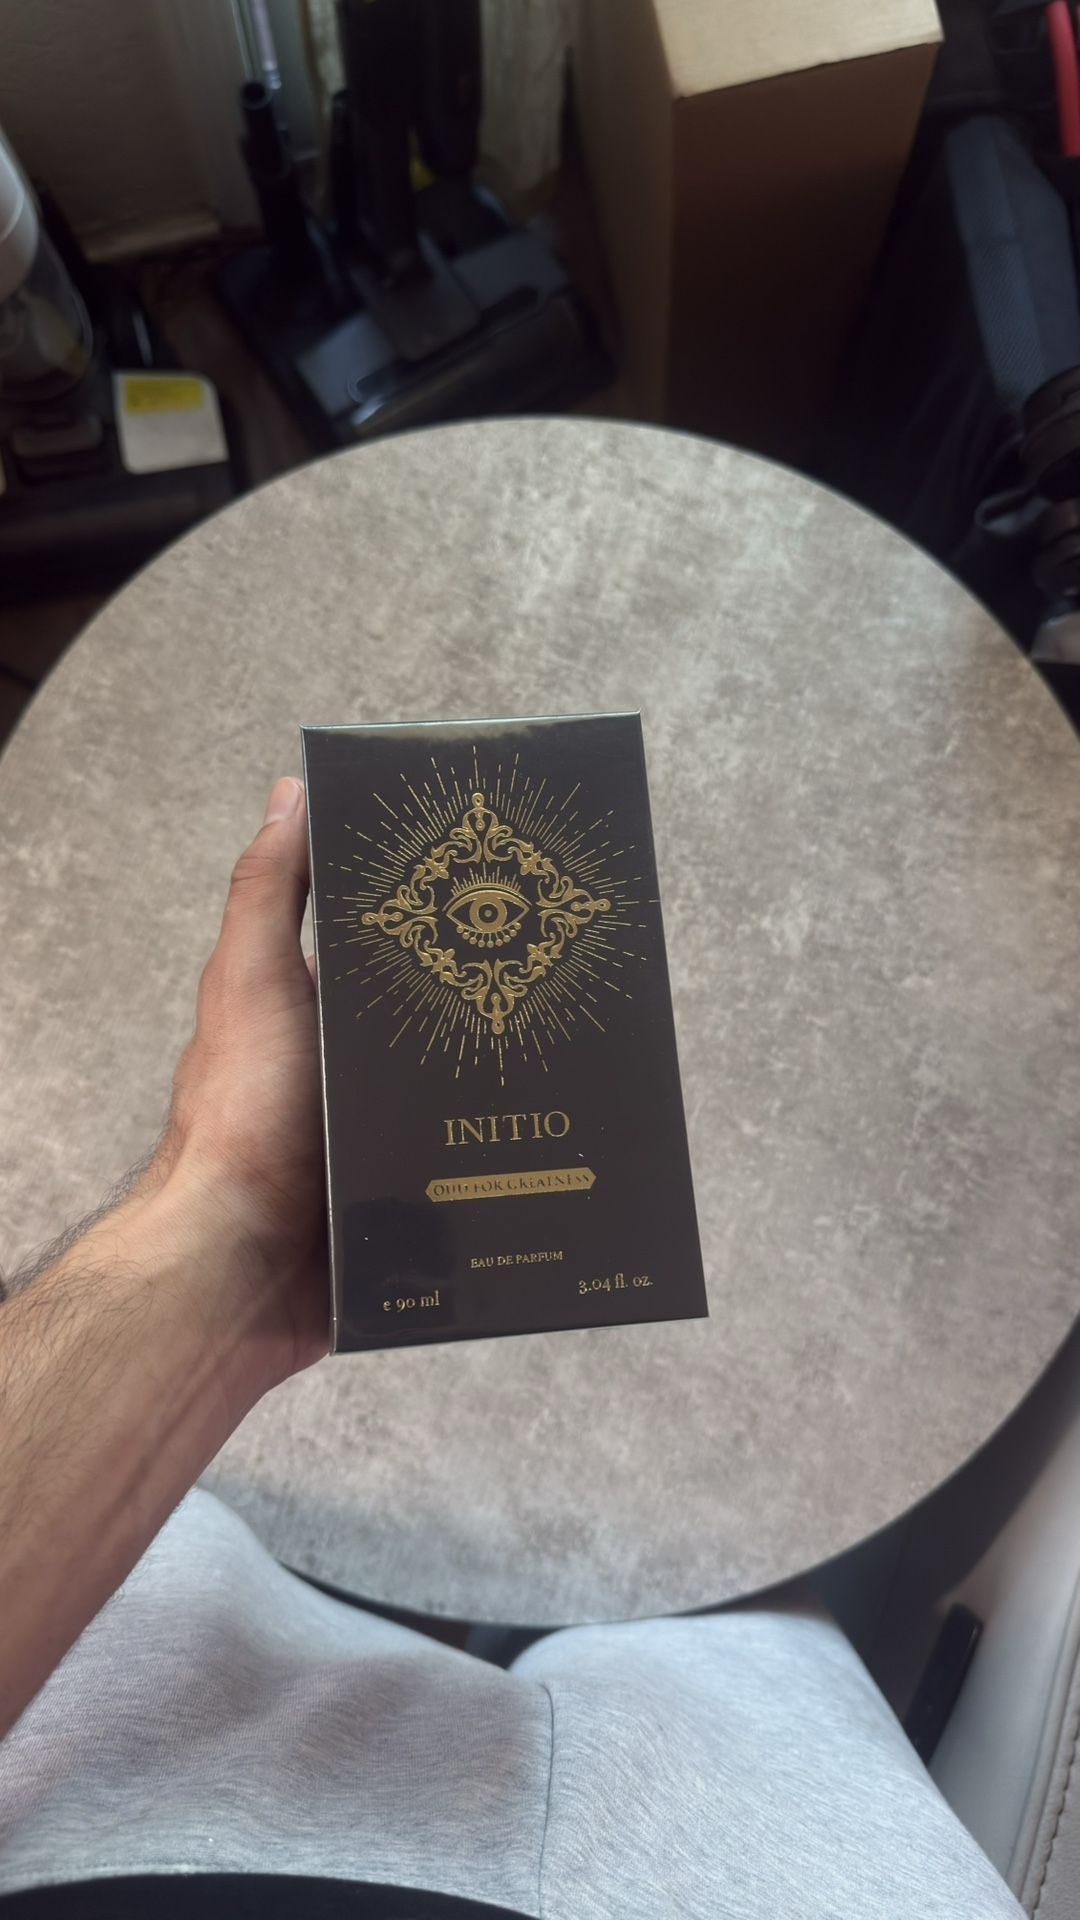 INITIO
OUD FOR GREATNESS
EAU DE PARFUM
e 90 ml
3.04 fl. oz.